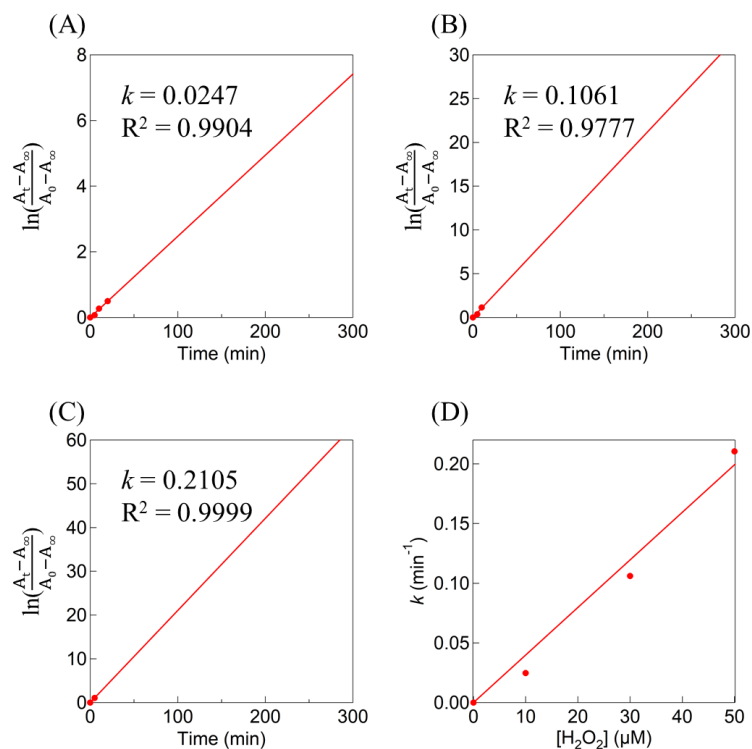 (A)
ln(Aₜ−A∞/A₀−A∞)
8
6
4
2
0
k = 0.0247
R² = 0.9904
0 100 200 300
Time (min)
(B)
ln(Aₜ−A∞/A₀−A∞)
30
25
20
15
10
5
0
k = 0.1061
R² = 0.9777
0 100 200 300
Time (min)
(C)
ln(Aₜ−A∞/A₀−A∞)
60
50
40
30
20
10
0
k = 0.2105
R² = 0.9999
0 100 200 300
Time (min)
(D)
k (min⁻¹)
0.20
0.15
0.10
0.05
0.00
0 10 20 30 40 50
[H₂O₂] (μM)